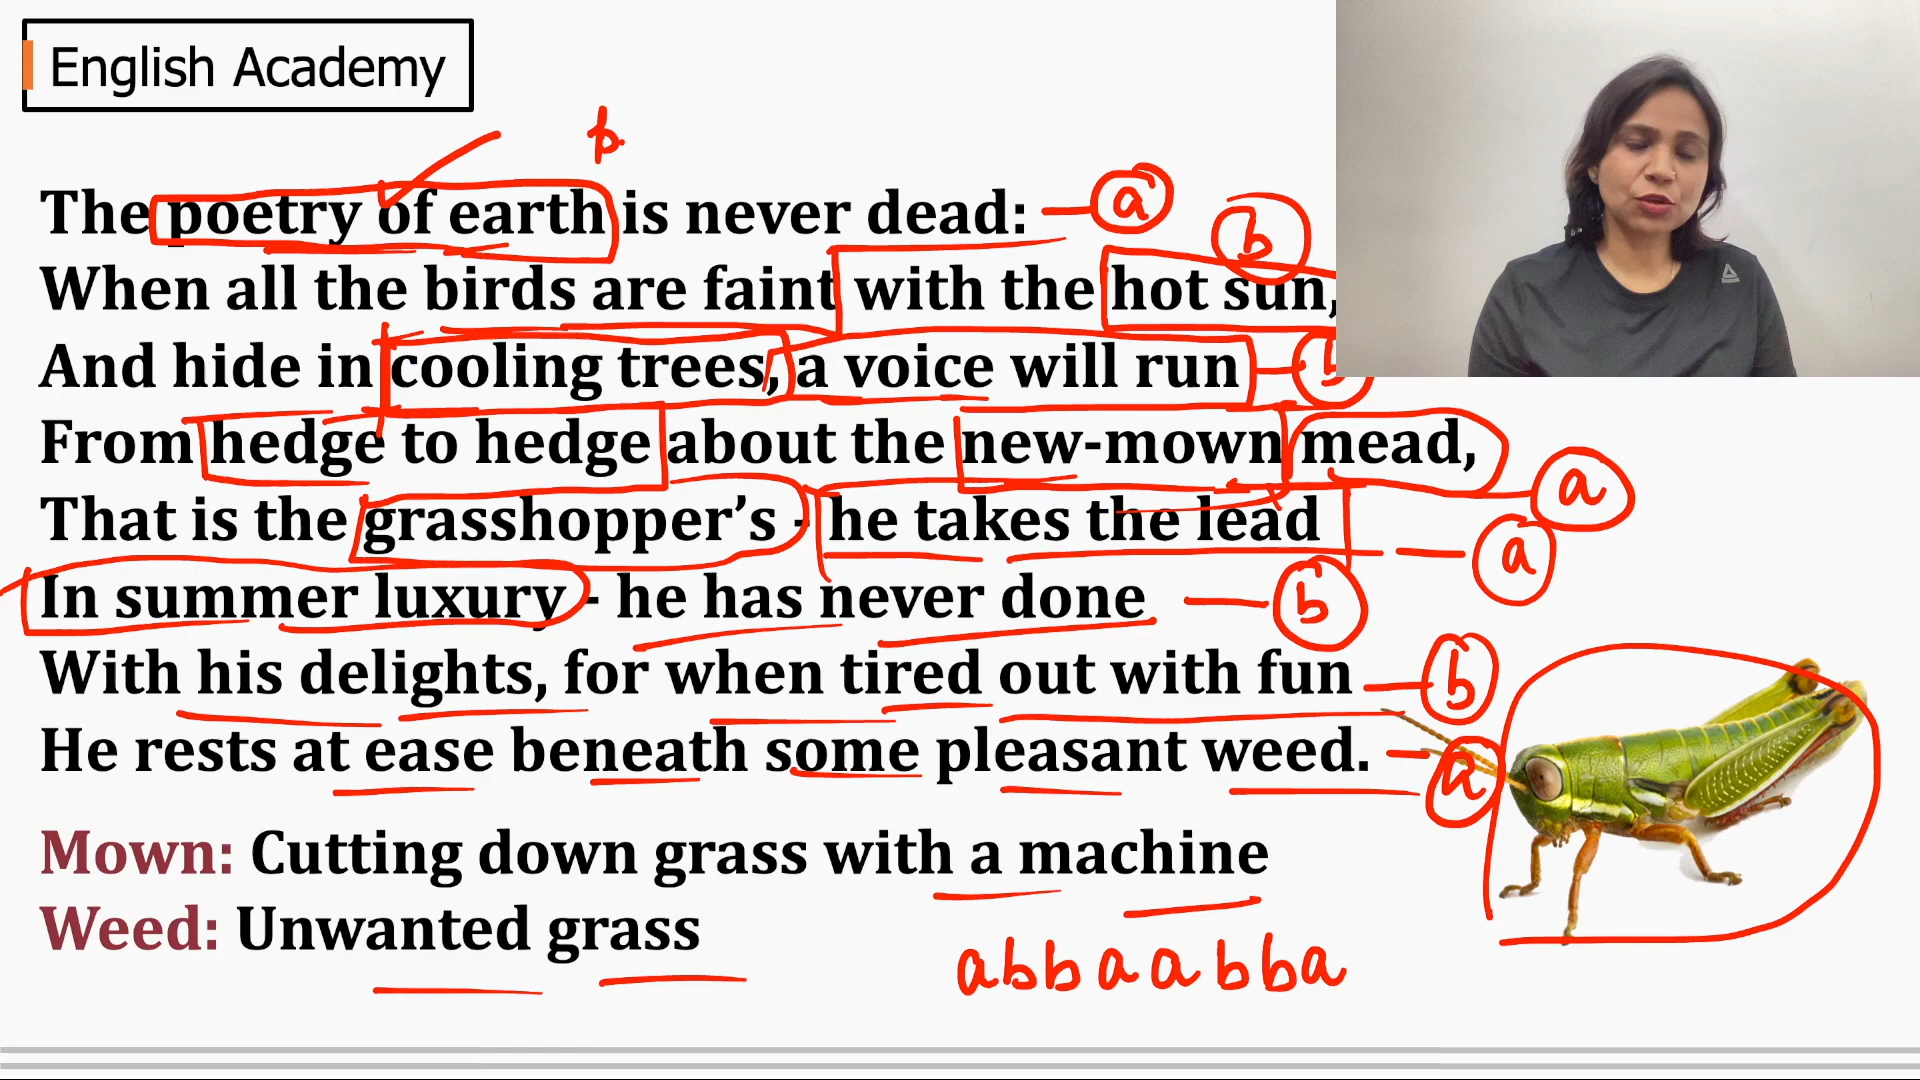 English Academy
b
The poetry of earth is never dead: a
b
When all the birds are faint with the hot sun,
And hide in cooling trees, a voice will run b
From hedge to hedge about the new-mown mead,
a
That is the grasshopper’s - he takes the lead
a
In summer luxury - he has never done b
With his delights, for when tired out with fun b
He rests at ease beneath some pleasant weed. a
Mown: Cutting down grass with a machine
Weed: Unwanted grass
abbaabba